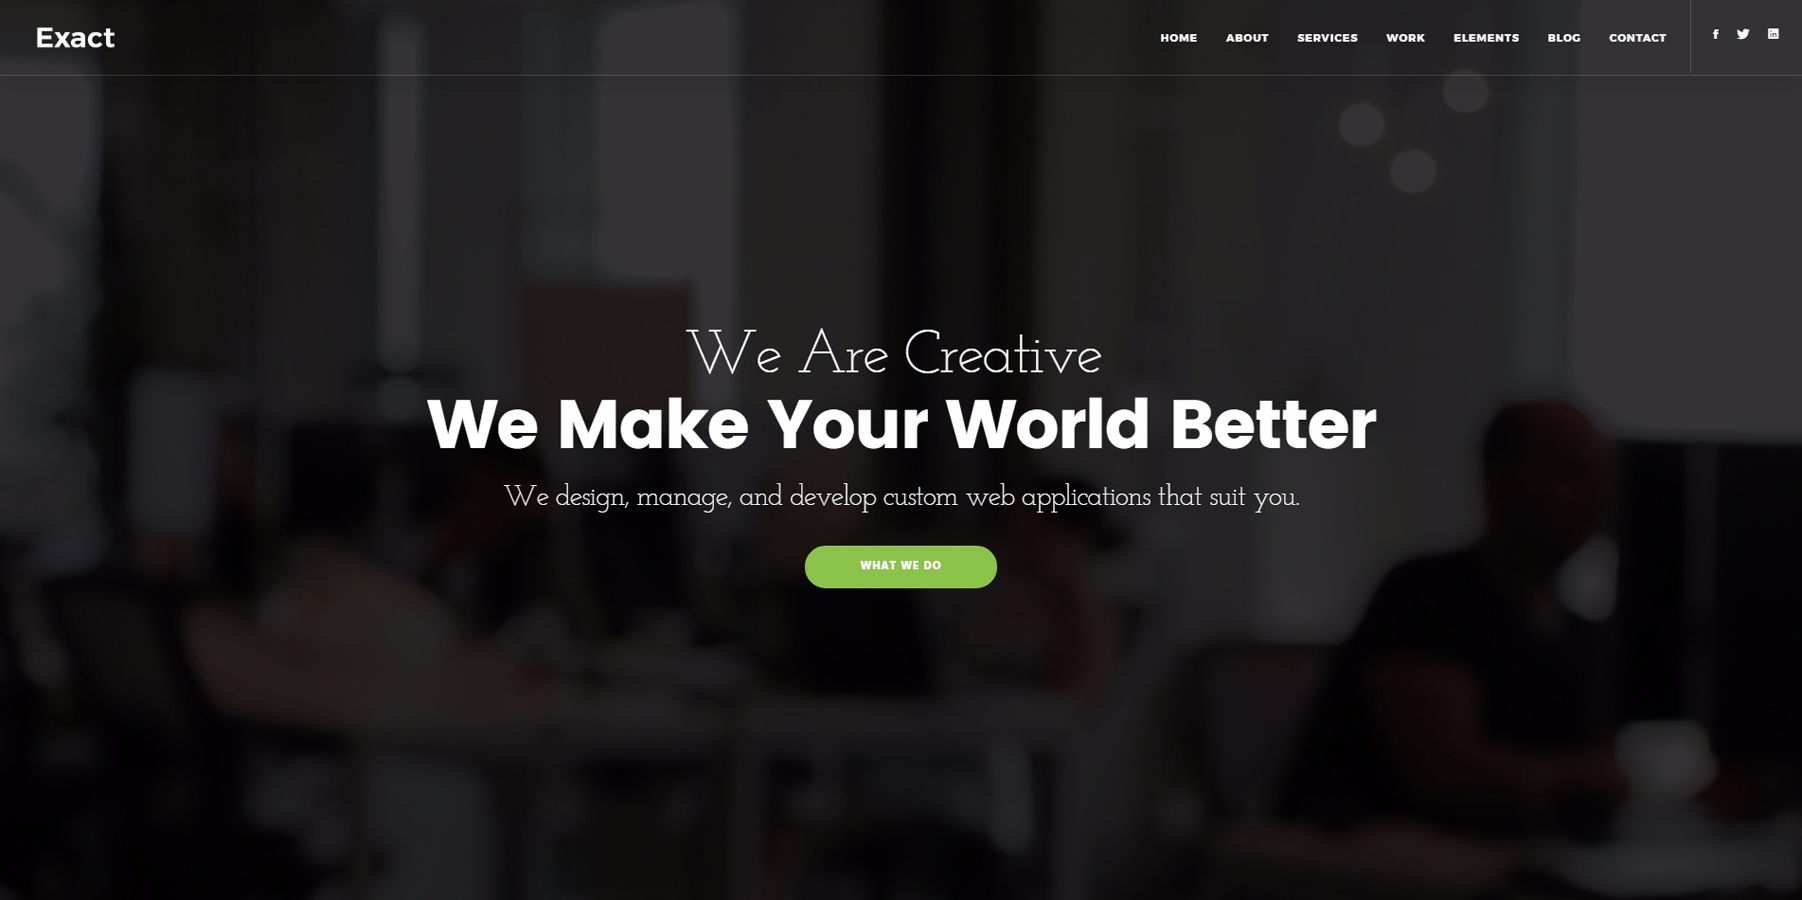 Exact
HOME ABOUT SERVICES WORK ELEMENTS BLOG CONTACT
We Are Creative
We Make Your World Better
We design, manage, and develop custom web applications that suit you.
WHAT WE DO